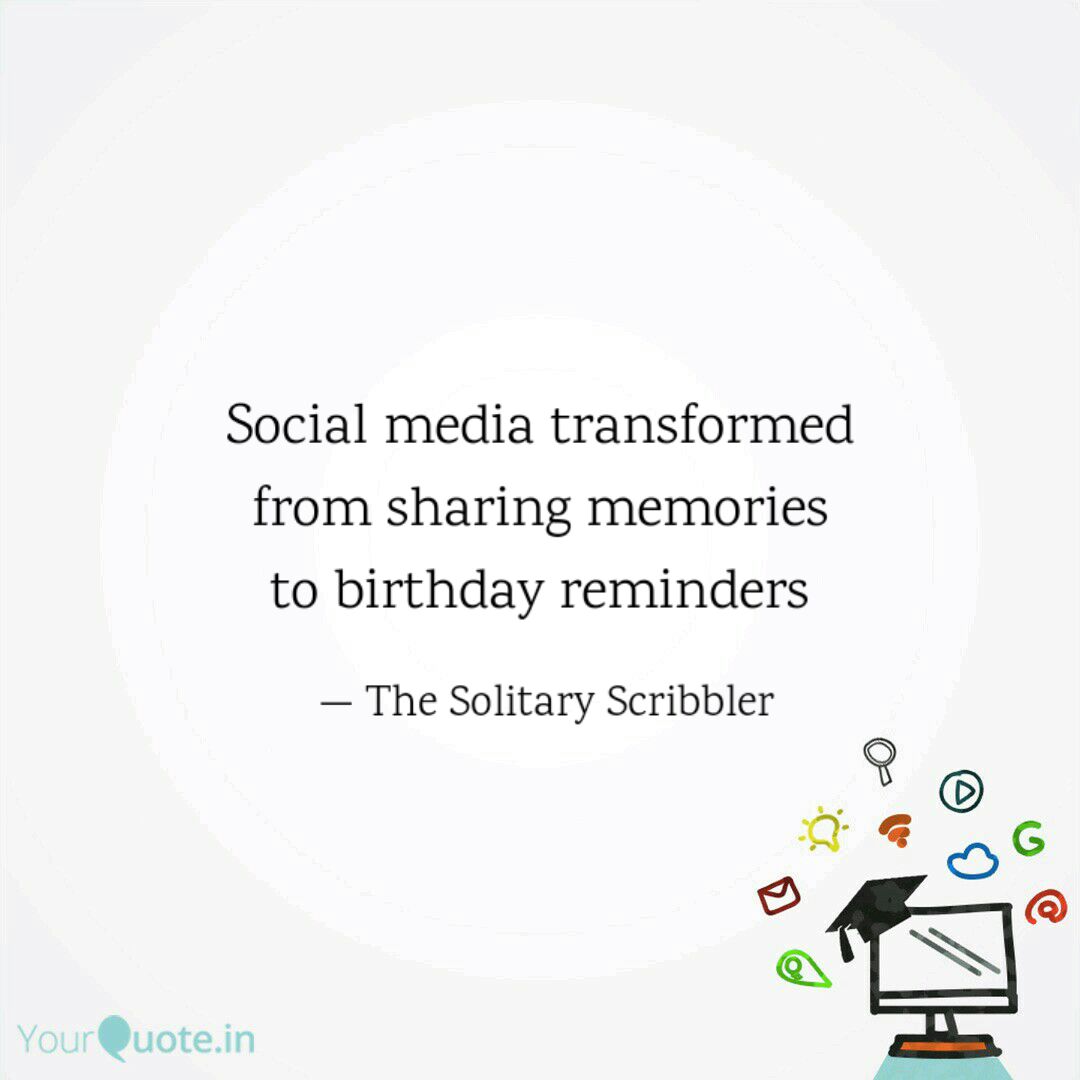 Social media transformed
from sharing memories
to birthday reminders
— The Solitary Scribbler
G
@
YourQuote.in